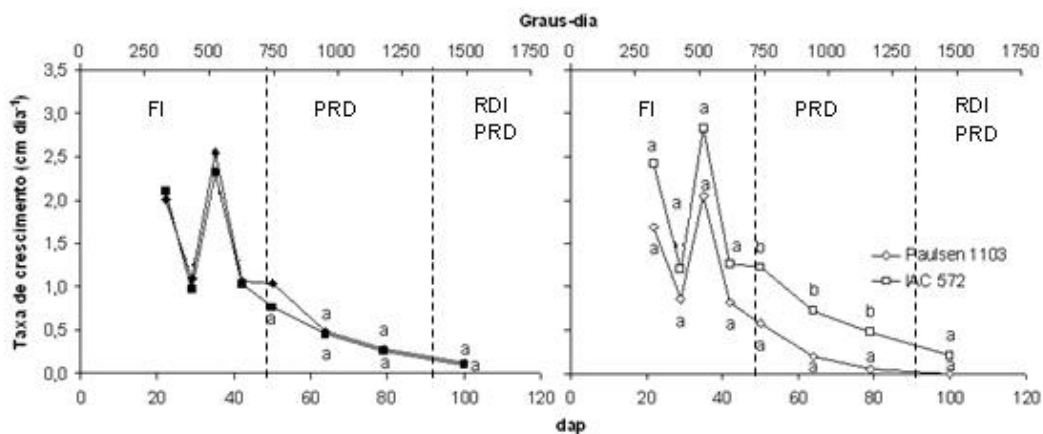 Graus-dia
0 250 500 750 1000 1250 1500 1750 0 250 500 750 1000 1250 1500 1750
Taxa de crescimento (cm dia-1)
3,5
3,0
2,5
2,0
1,5
1,0
0,5
0,0
FI PRD RDI PRD
a a a a
a a a
FI PRD RDI PRD
a a a a b b b a
a a a a a a a a
Paulsen 1103
IAC 572
20 40 60 80 100 120 0 20 40 60 80 100 120
dap